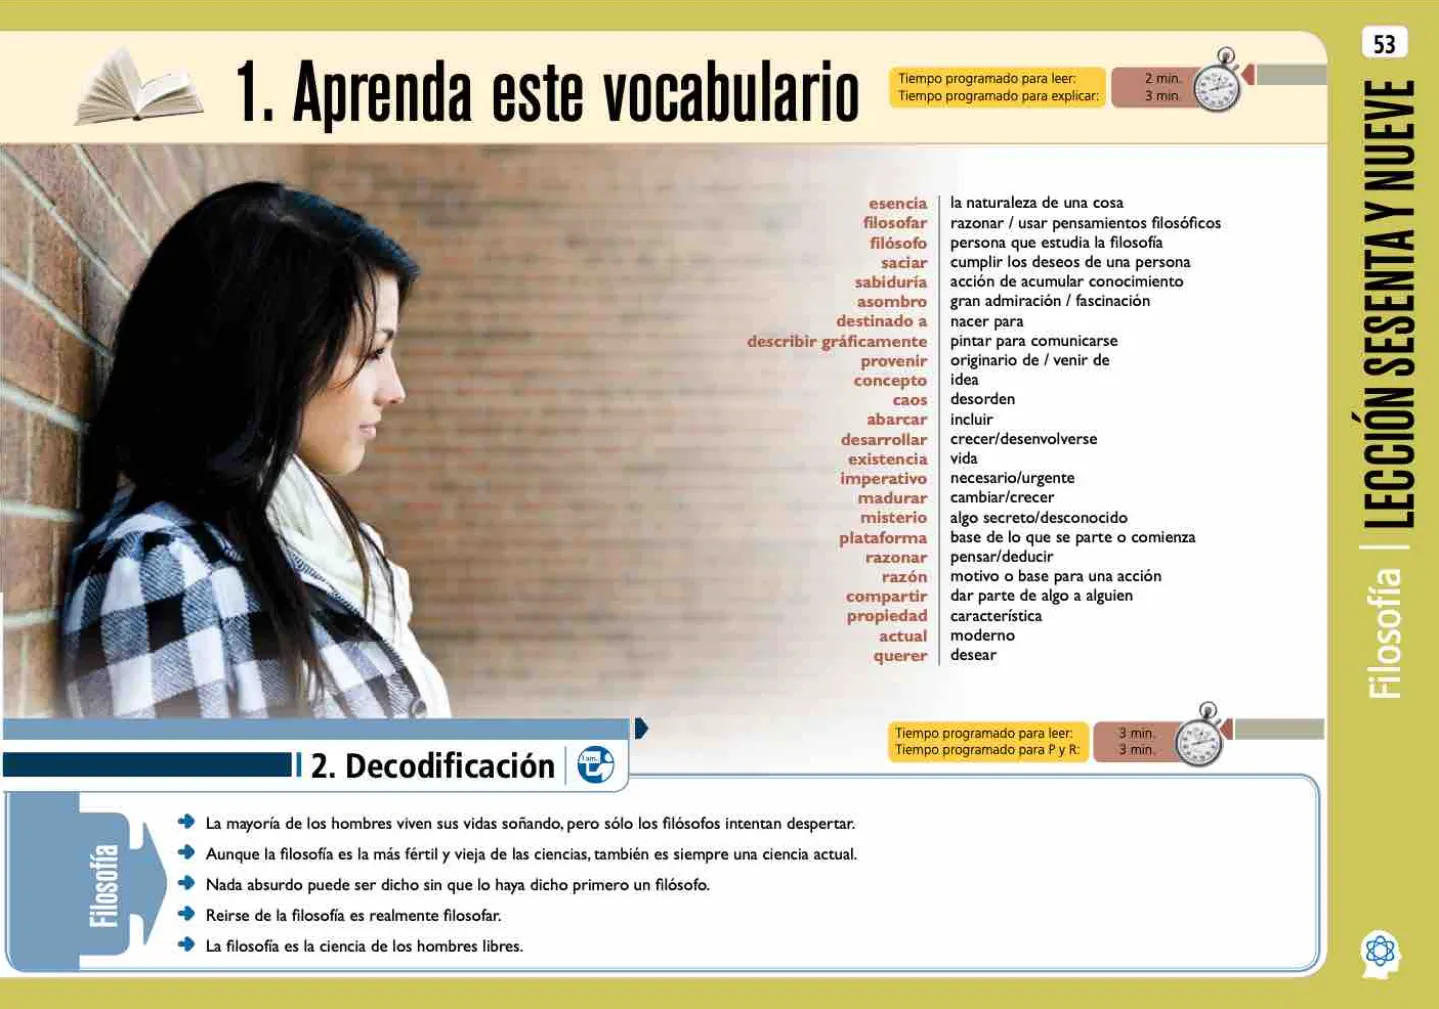 53
1. Aprenda este vocabulario
Tiempo programado para leer: 2 min.
Tiempo programado para explicar: 3 min.
esencia la naturaleza de una cosa
filosofar razonar / usar pensamientos filosóficos
filósofo persona que estudia la filosofía
saciar cumplir los deseos de una persona
sabiduría acción de acumular conocimiento
asombro gran admiración / fascinación
destinado a nacer para
describir gráficamente pintar para comunicarse
provenir originario de / venir de
concepto idea
caos desorden
abarcar incluir
desarrollar crecer/desenvolverse
existencia vida
imperativo necesario/urgente
madurar cambiar/crecer
misterio algo secreto/desconocido
plataforma base de lo que se parte o comienza
razonar pensar/deducir
razón motivo o base para una acción
compartir dar parte de algo a alguien
propiedad característica
actual moderno
querer desear
Filosofía | LECCIÓN SESENTA Y NUEVE
Tiempo programado para leer: 3 min.
Tiempo programado para P y R: 3 min.
2. Decodificación
Filosofía
La mayoría de los hombres viven sus vidas soñando, pero sólo los filósofos intentan despertar.
Aunque la filosofía es la más fértil y vieja de las ciencias, también es siempre una ciencia actual.
Nada absurdo puede ser dicho sin que lo haya dicho primero un filósofo.
Reirse de la filosofía es realmente filosofar.
La filosofía es la ciencia de los hombres libres.